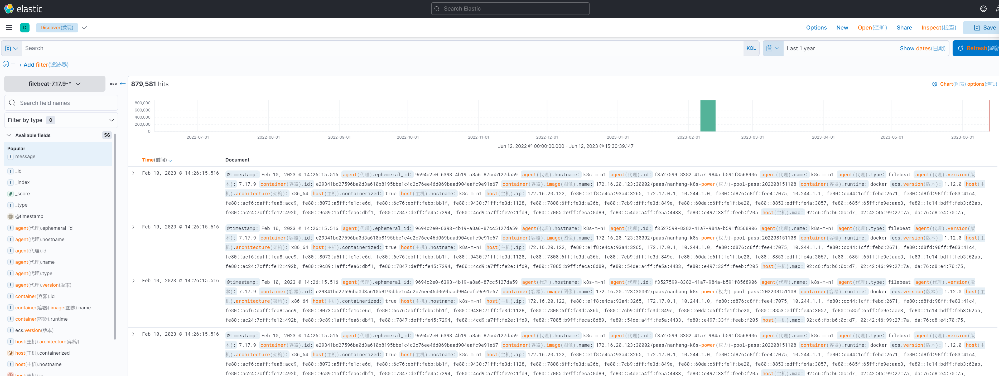 elastic
Search Elastic
D
Discover(发现)
Options
New
Open(空旷)
Share
Inspect(检查)
Save
Search
KQL
Last 1 year
Show dates(日期)
Refresh(刷新
+ Add filter(滤波器)
filebeat-7.17.9-*
879,581 hits
Chart(图表) options(选项)
Search field names
Filter by type 0
Available fields 56
Popular
t message
t _id
t _index
# _score
t _type
@timestamp
t agent(代理).ephemeral_id
t agent(代理).hostname
t agent(代理).id
t agent(代理).name
t agent(代理).type
t agent(代理).version(版本)
t container(容器).id
t container(容器).image(图像).name
t container(容器).runtime
t ecs.version(版本)
t host(主机).architecture(架构)
host(主机).containerized
t host(主机).hostname
host(主机).ip
800,000
600,000
400,000
200,000
0
2022-07-01 2022-08-01 2022-09-01 2022-10-01 2022-11-01 2022-12-01 2023-01-01 2023-02-01 2023-03-01 2023-04-01 2023-05-01 2023-06-01
Jun 12, 2022 @ 00:00:00.000 - Jun 12, 2023 @ 15:30:39.147
Time(时间) Document
Feb 10, 2023 @ 14:26:15.516 @timestamp: Feb 10, 2023 @ 14:26:15.516 agent(代理).ephemeral_id: 9694c2e0-6393-4b19-a8a6-87cc5127da59 agent(代理).hostname: k8s-m-n1 agent(代理).id: f3527599-8382-41a7-984a-b591f8568906 agent(代理).name: k8s-m-n1 agent(代理).type: filebeat agent(代理).version(版
本): 7.17.9 container(容器).id: e29341bd27596ba0d3a610b8195bbe1c4c2c76ee46d069baad904eafc9e91e67 container(容器).image(图像).name: 172.16.20.123:30002/paas/nanhang-k8s-power(权力)-pool-pass:202208151108 container(容器).runtime: docker ecs.version(版本): 1.12.0 host(主
机).architecture(架构): x86_64 host(主机).containerized: true host(主机).hostname: k8s-m-n1 host(主机).ip: 172.16.20.122, fe80::e1f8:e4ca:93a4:3265, 172.17.0.1, 10.244.1.0, fe80::d876:c8ff:fee4:7075, 10.244.1.1, fe80::cc44:1cff:febd:2671, fe80::d8fd:98ff:fe83:41c4,
fe80::acf6:daff:fea8:acc9, fe80::8073:a5ff:fe1c:e6d, fe80::6c76:ebff:febb:bb1f, fe80::9430:71ff:fe3d:1128, fe80::7808:6ff:fe3d:a36b, fe80::7cb9:dff:fe3d:849e, fe80::60da:c6ff:fe1f:be20, fe80::8853:edff:fe4a:3057, fe80::685f:65ff:fe9e:aae3, fe80::1c14:bdff:feb3:62ab,
fe80::ac24:7cff:fe12:492b, fe80::9c89:1aff:fea6:dbf1, fe80::7847:deff:fe45:7294, fe80::4cd9:a7ff:fe2e:1fd9, fe80::7085:b9ff:feca:8d89, fe80::54de:a4ff:fe5a:4433, fe80::e497:33ff:feeb:f205 host(主机).mac: 92:c6:fb:b6:0c:d7, 02:42:46:99:27:7a, da:76:c8:e4:70:75,
Feb 10, 2023 @ 14:26:15.516 @timestamp: Feb 10, 2023 @ 14:26:15.516 agent(代理).ephemeral_id: 9694c2e0-6393-4b19-a8a6-87cc5127da59 agent(代理).hostname: k8s-m-n1 agent(代理).id: f3527599-8382-41a7-984a-b591f8568906 agent(代理).name: k8s-m-n1 agent(代理).type: filebeat agent(代理).version(版
本): 7.17.9 container(容器).id: e29341bd27596ba0d3a610b8195bbe1c4c2c76ee46d069baad904eafc9e91e67 container(容器).image(图像).name: 172.16.20.123:30002/paas/nanhang-k8s-power(权力)-pool-pass:202208151108 container(容器).runtime: docker ecs.version(版本): 1.12.0 host(主
机).architecture(架构): x86_64 host(主机).containerized: true host(主机).hostname: k8s-m-n1 host(主机).ip: 172.16.20.122, fe80::e1f8:e4ca:93a4:3265, 172.17.0.1, 10.244.1.0, fe80::d876:c8ff:fee4:7075, 10.244.1.1, fe80::cc44:1cff:febd:2671, fe80::d8fd:98ff:fe83:41c4,
fe80::acf6:daff:fea8:acc9, fe80::8073:a5ff:fe1c:e6d, fe80::6c76:ebff:febb:bb1f, fe80::9430:71ff:fe3d:1128, fe80::7808:6ff:fe3d:a36b, fe80::7cb9:dff:fe3d:849e, fe80::60da:c6ff:fe1f:be20, fe80::8853:edff:fe4a:3057, fe80::685f:65ff:fe9e:aae3, fe80::1c14:bdff:feb3:62ab,
fe80::ac24:7cff:fe12:492b, fe80::9c89:1aff:fea6:dbf1, fe80::7847:deff:fe45:7294, fe80::4cd9:a7ff:fe2e:1fd9, fe80::7085:b9ff:feca:8d89, fe80::54de:a4ff:fe5a:4433, fe80::e497:33ff:feeb:f205 host(主机).mac: 92:c6:fb:b6:0c:d7, 02:42:46:99:27:7a, da:76:c8:e4:70:75,
Feb 10, 2023 @ 14:26:15.516 @timestamp: Feb 10, 2023 @ 14:26:15.516 agent(代理).ephemeral_id: 9694c2e0-6393-4b19-a8a6-87cc5127da59 agent(代理).hostname: k8s-m-n1 agent(代理).id: f3527599-8382-41a7-984a-b591f8568906 agent(代理).name: k8s-m-n1 agent(代理).type: filebeat agent(代理).version(版
本): 7.17.9 container(容器).id: e29341bd27596ba0d3a610b8195bbe1c4c2c76ee46d069baad904eafc9e91e67 container(容器).image(图像).name: 172.16.20.123:30002/paas/nanhang-k8s-power(权力)-pool-pass:202208151108 container(容器).runtime: docker ecs.version(版本): 1.12.0 host(主
机).architecture(架构): x86_64 host(主机).containerized: true host(主机).hostname: k8s-m-n1 host(主机).ip: 172.16.20.122, fe80::e1f8:e4ca:93a4:3265, 172.17.0.1, 10.244.1.0, fe80::d876:c8ff:fee4:7075, 10.244.1.1, fe80::cc44:1cff:febd:2671, fe80::d8fd:98ff:fe83:41c4,
fe80::acf6:daff:fea8:acc9, fe80::8073:a5ff:fe1c:e6d, fe80::6c76:ebff:febb:bb1f, fe80::9430:71ff:fe3d:1128, fe80::7808:6ff:fe3d:a36b, fe80::7cb9:dff:fe3d:849e, fe80::60da:c6ff:fe1f:be20, fe80::8853:edff:fe4a:3057, fe80::685f:65ff:fe9e:aae3, fe80::1c14:bdff:feb3:62ab,
fe80::ac24:7cff:fe12:492b, fe80::9c89:1aff:fea6:dbf1, fe80::7847:deff:fe45:7294, fe80::4cd9:a7ff:fe2e:1fd9, fe80::7085:b9ff:feca:8d89, fe80::54de:a4ff:fe5a:4433, fe80::e497:33ff:feeb:f205 host(主机).mac: 92:c6:fb:b6:0c:d7, 02:42:46:99:27:7a, da:76:c8:e4:70:75,
Feb 10, 2023 @ 14:26:15.516 @timestamp: Feb 10, 2023 @ 14:26:15.516 agent(代理).ephemeral_id: 9694c2e0-6393-4b19-a8a6-87cc5127da59 agent(代理).hostname: k8s-m-n1 agent(代理).id: f3527599-8382-41a7-984a-b591f8568906 agent(代理).name: k8s-m-n1 agent(代理).type: filebeat agent(代理).version(版
本): 7.17.9 container(容器).id: e29341bd27596ba0d3a610b8195bbe1c4c2c76ee46d069baad904eafc9e91e67 container(容器).image(图像).name: 172.16.20.123:30002/paas/nanhang-k8s-power(权力)-pool-pass:202208151108 container(容器).runtime: docker ecs.version(版本): 1.12.0 host(主
机).architecture(架构): x86_64 host(主机).containerized: true host(主机).hostname: k8s-m-n1 host(主机).ip: 172.16.20.122, fe80::e1f8:e4ca:93a4:3265, 172.17.0.1, 10.244.1.0, fe80::d876:c8ff:fee4:7075, 10.244.1.1, fe80::cc44:1cff:febd:2671, fe80::d8fd:98ff:fe83:41c4,
fe80::acf6:daff:fea8:acc9, fe80::8073:a5ff:fe1c:e6d, fe80::6c76:ebff:febb:bb1f, fe80::9430:71ff:fe3d:1128, fe80::7808:6ff:fe3d:a36b, fe80::7cb9:dff:fe3d:849e, fe80::60da:c6ff:fe1f:be20, fe80::8853:edff:fe4a:3057, fe80::685f:65ff:fe9e:aae3, fe80::1c14:bdff:feb3:62ab,
fe80::ac24:7cff:fe12:492b, fe80::9c89:1aff:fea6:dbf1, fe80::7847:deff:fe45:7294, fe80::4cd9:a7ff:fe2e:1fd9, fe80::7085:b9ff:feca:8d89, fe80::54de:a4ff:fe5a:4433, fe80::e497:33ff:feeb:f205 host(主机).mac: 92:c6:fb:b6:0c:d7, 02:42:46:99:27:7a, da:76:c8:e4:70:75,